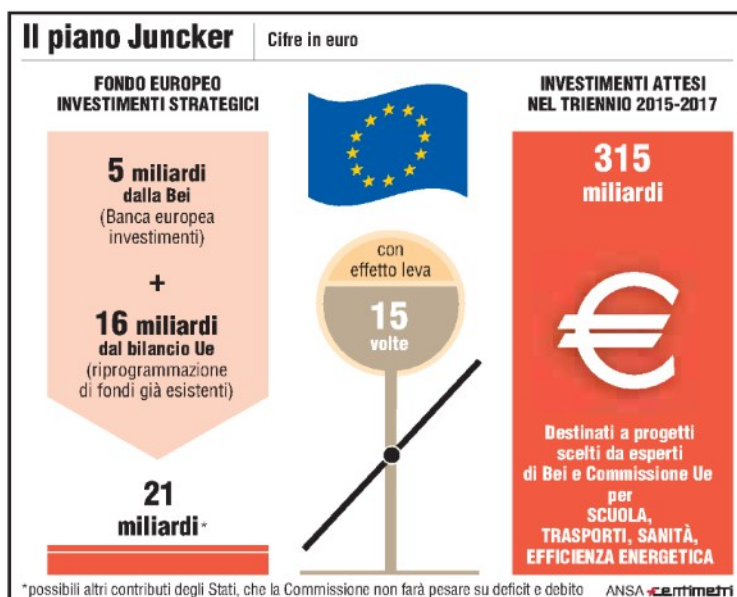 Il piano Juncker
Cifre in euro
FONDO EUROPEO
INVESTIMENTI STRATEGICI
5 miliardi
dalla Bei
(Banca europea
investimenti)
+
16 miliardi
dal bilancio Ue
(riprogrammazione
di fondi già esistenti)
21
miliardi*
con
effetto leva
15
volte
INVESTIMENTI ATTESI
NEL TRIENNIO 2015-2017
315
miliardi
€
Destinati a progetti
scelti da esperti
di Bei e Commissione Ue
per
SCUOLA,
TRASPORTI, SANITÀ,
EFFICIENZA ENERGETICA
*possibili altri contributi degli Stati, che la Commissione non farà pesare su deficit e debito
ANSA centimetri